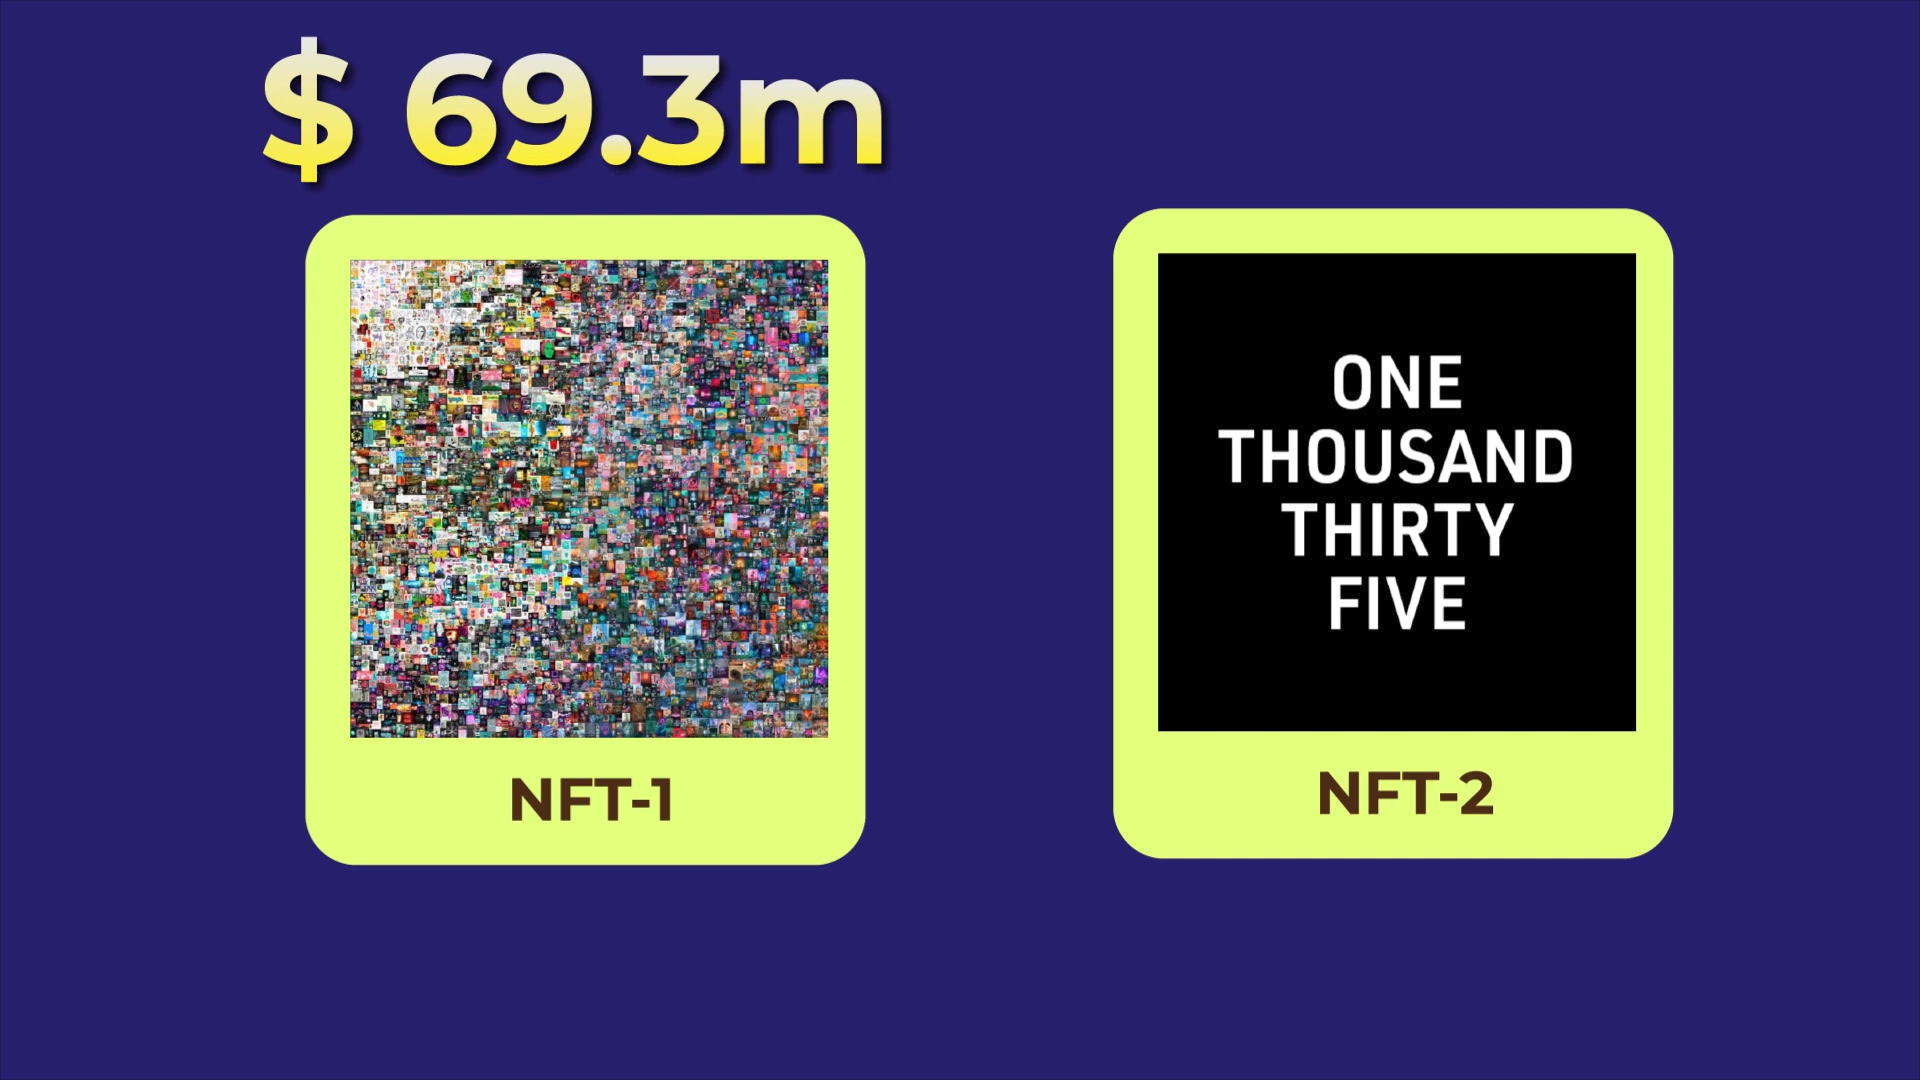 $ 69.3m
NFT-1
ONE
THOUSAND
THIRTY
FIVE
NFT-2